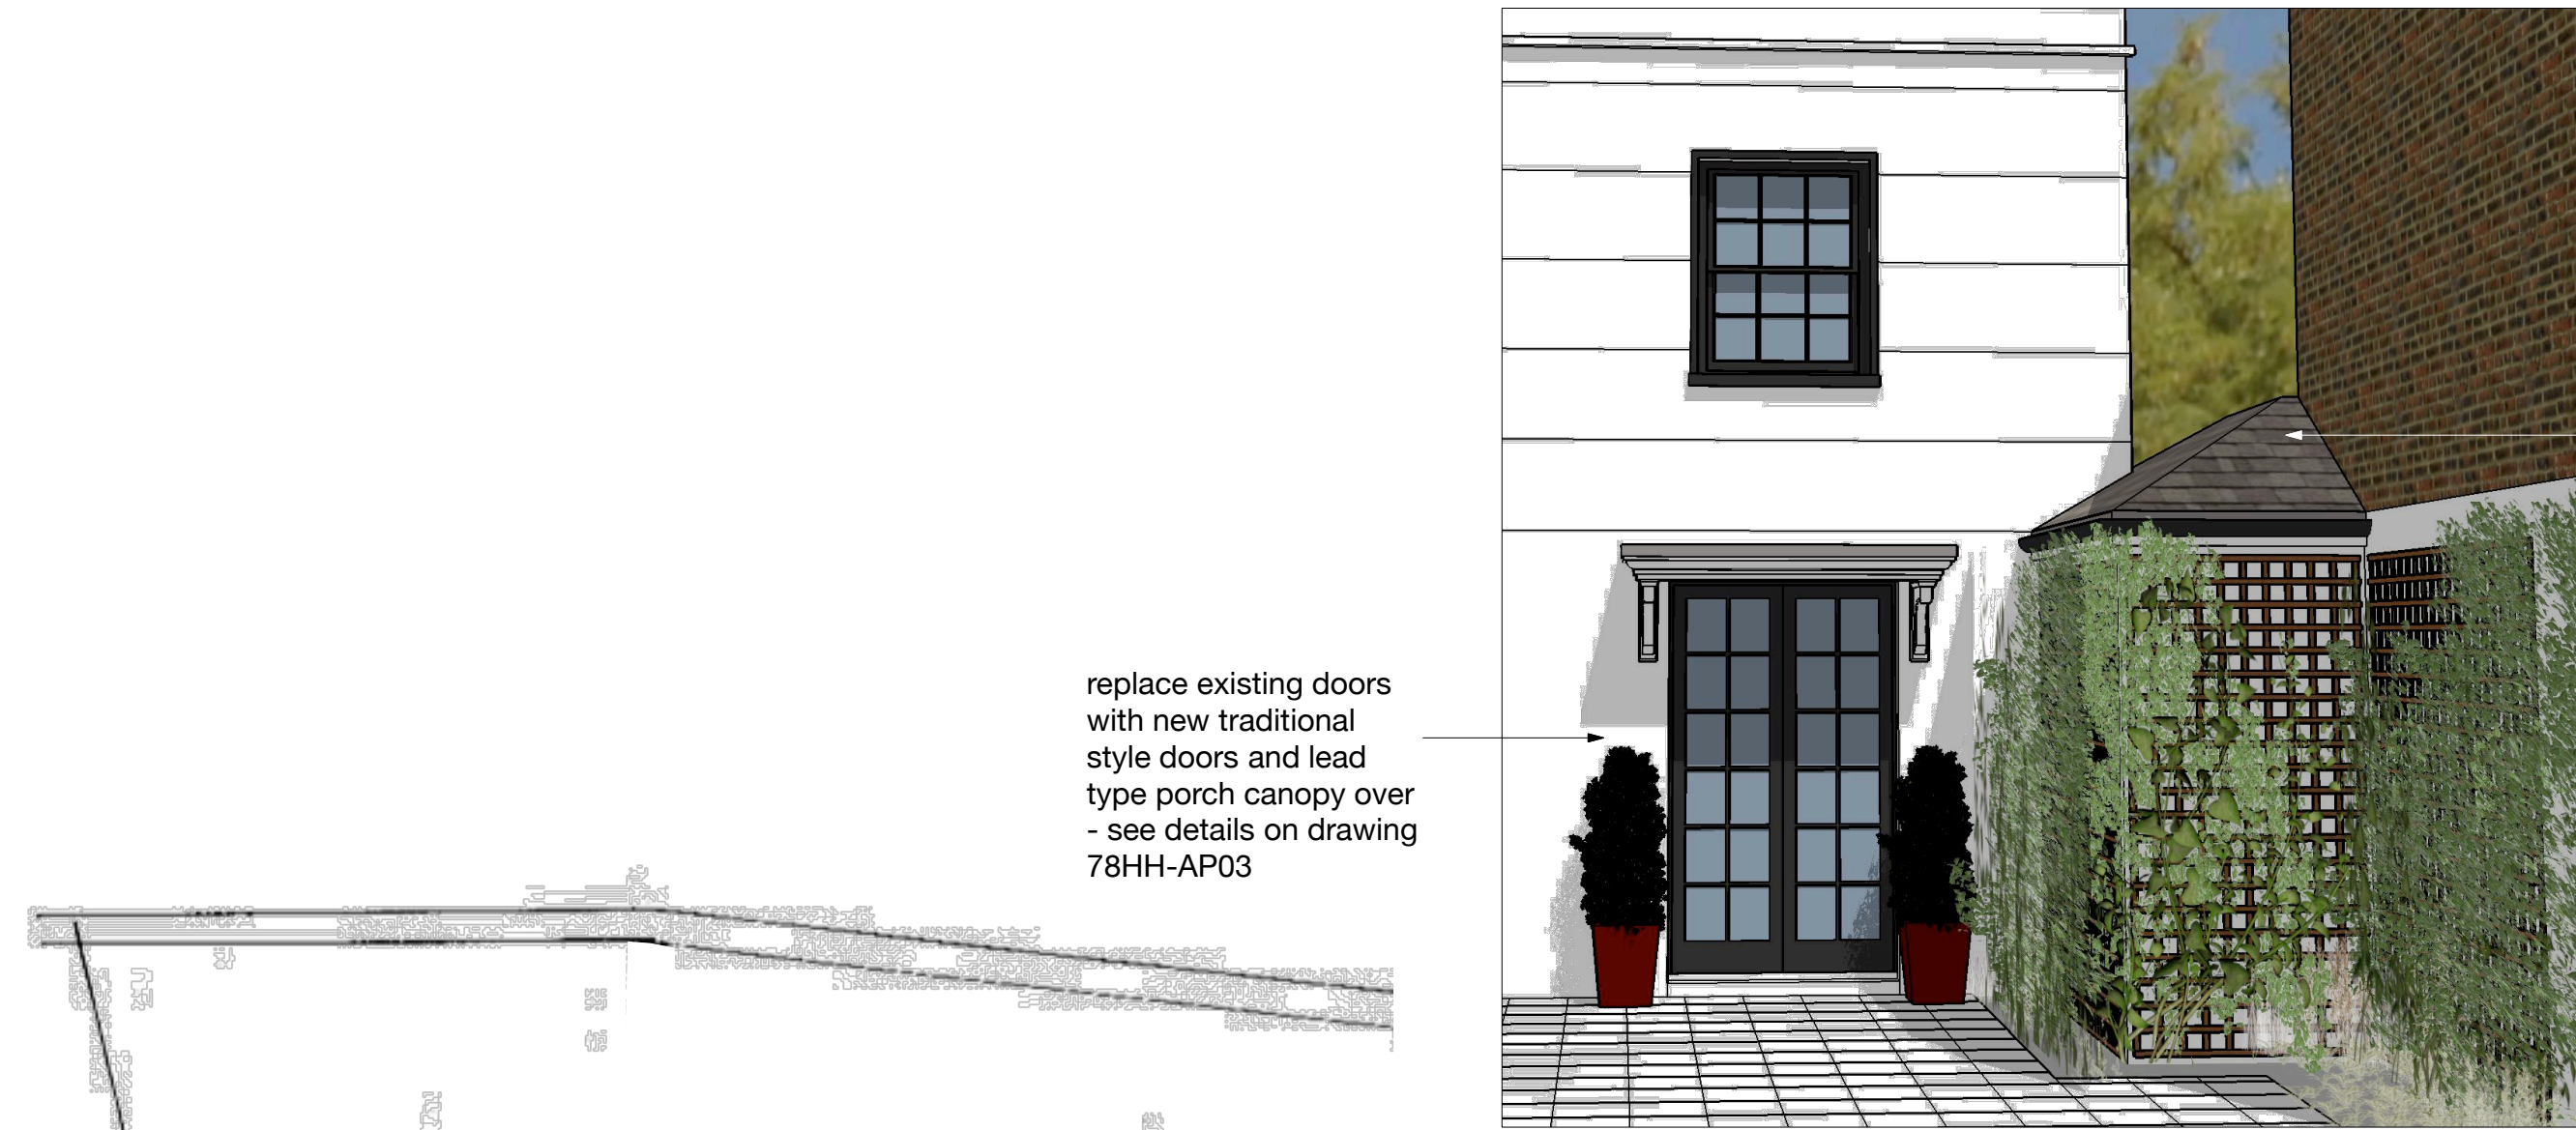 replace existing doors
with new traditional
style doors and lead
type porch canopy over
- see details on drawing
78HH-AP03